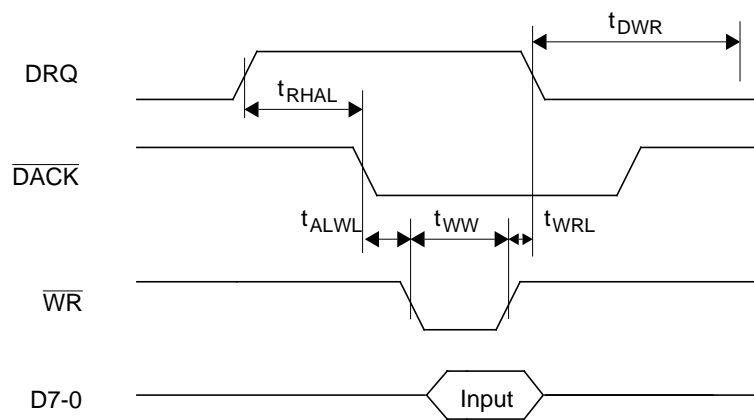 tDWR
DRQ
tRHAL
DACK
tALWL tWW tWRL
WR
D7-0 Input